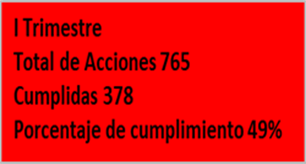 I Trimestre
Total de Acciones 765
Cumplidas 378
Porcentaje de cumplimiento 49%